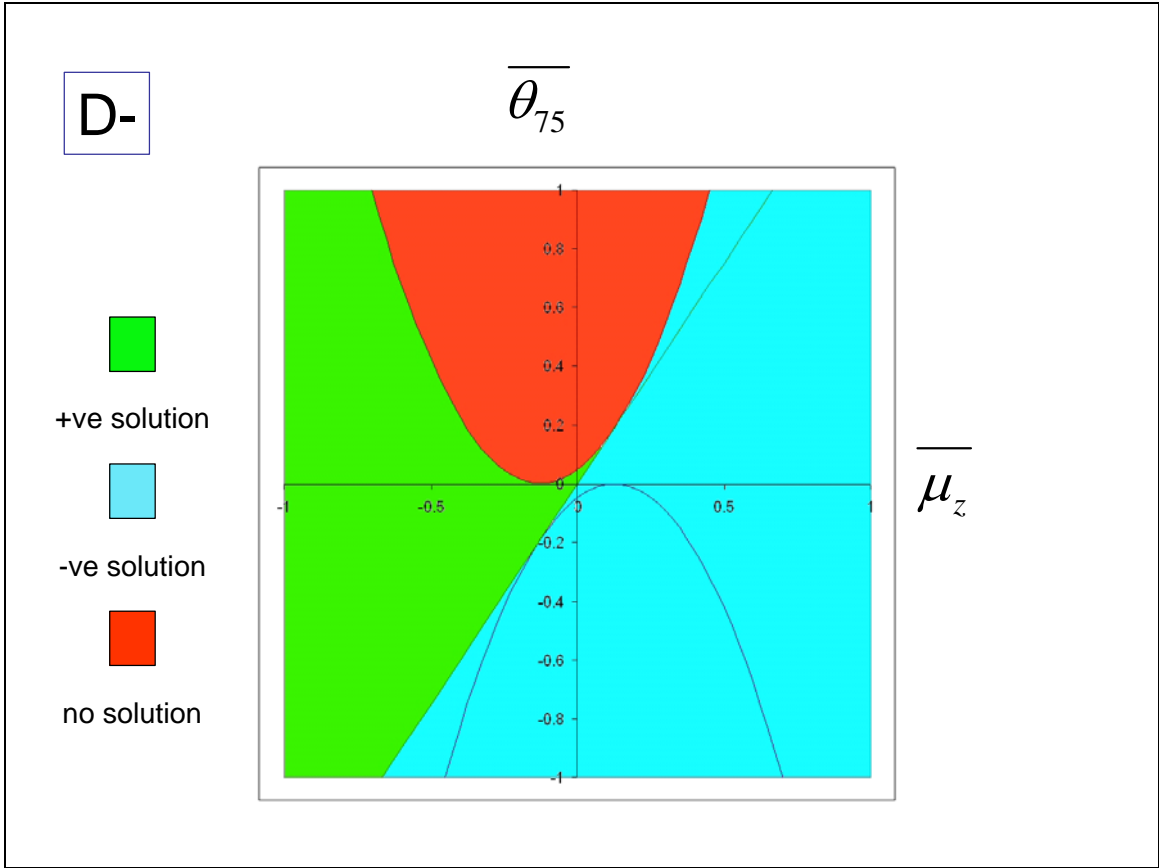 D-
θ̅₇₅
1
0.8
0.6
0.4
0.2
0
-1
-0.5
0
0.5
1
-0.2
-0.4
-0.6
-0.8
-1
μ̅_z
+ve solution
-ve solution
no solution